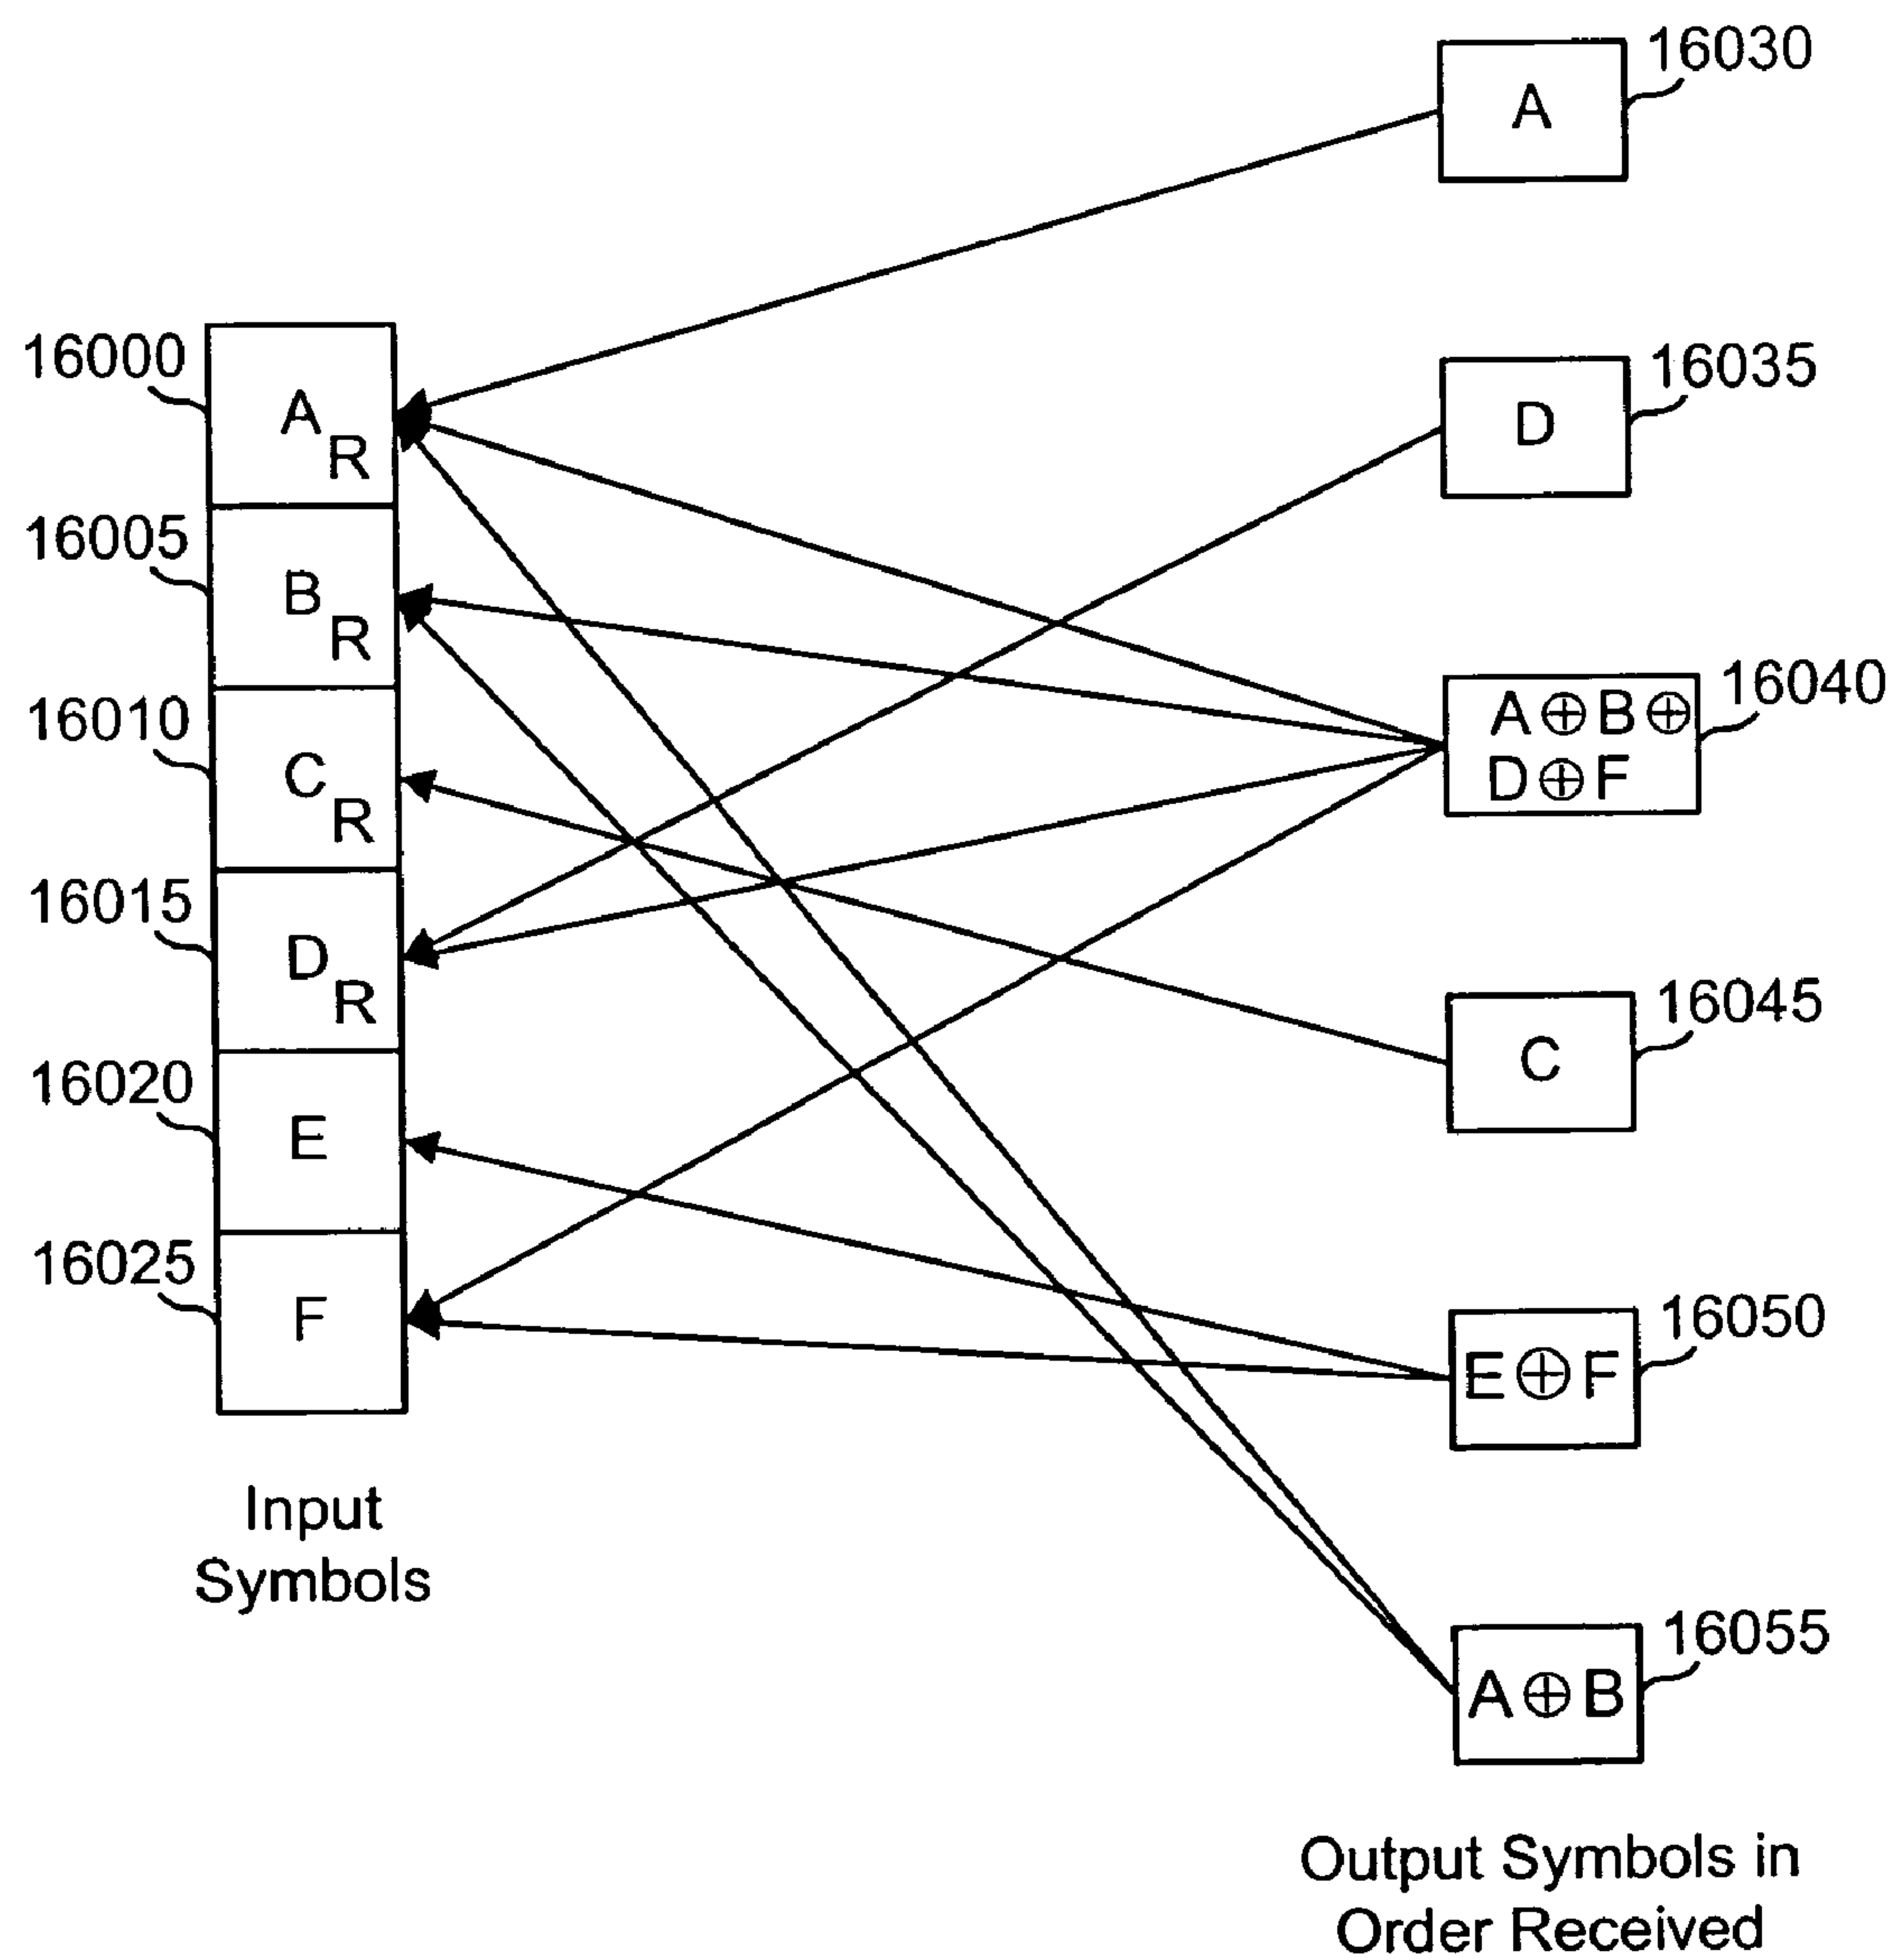 16030
A
16035
D
16000
A
R
16005
B
R
16040
A⊕B⊕
D⊕F
16010
C
R
16015
D
R
16045
C
16020
E
16025
F
16050
E⊕F
Input
Symbols
16055
A⊕B
Output Symbols in
Order Received